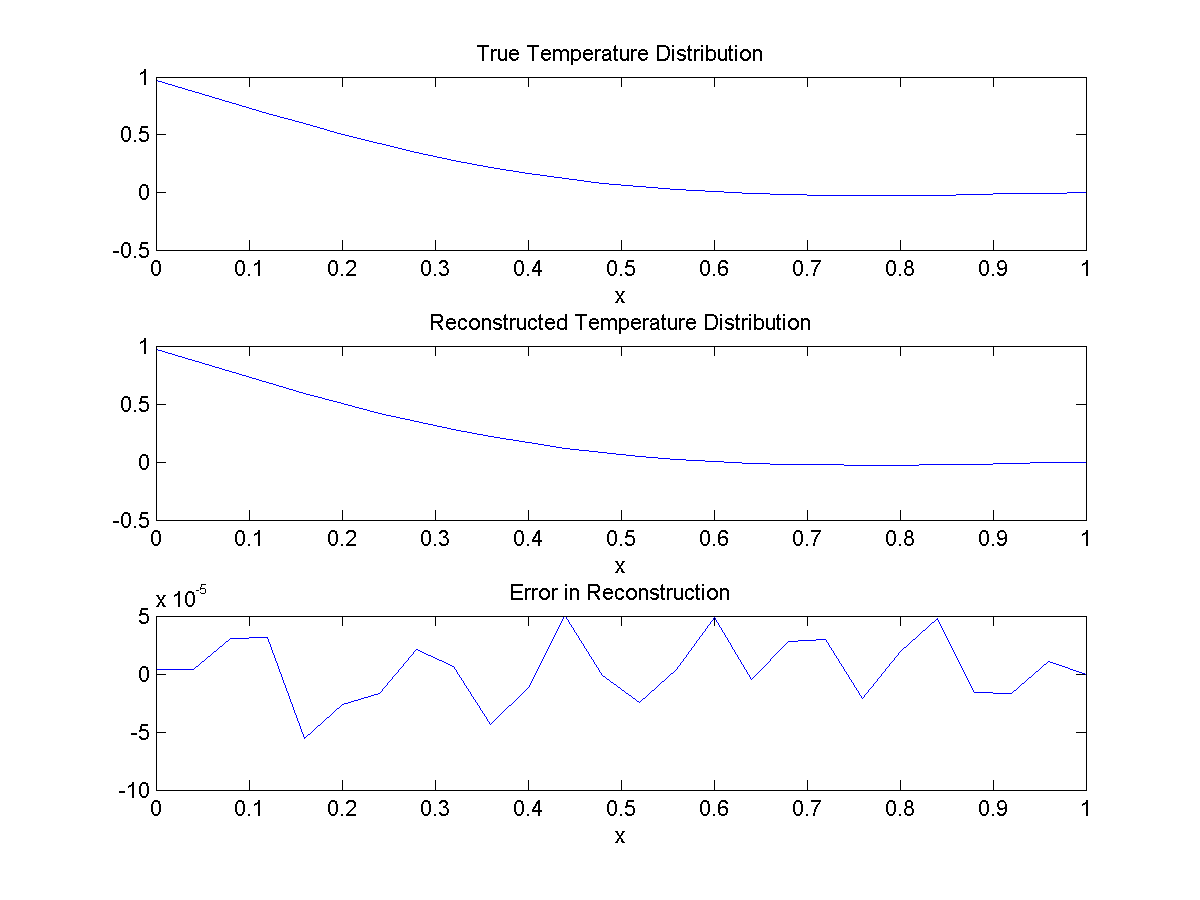 True Temperature Distribution
1
0.5
0
-0.5
0 0.1 0.2 0.3 0.4 0.5 0.6 0.7 0.8 0.9 1
x
Reconstructed Temperature Distribution
1
0.5
0
-0.5
0 0.1 0.2 0.3 0.4 0.5 0.6 0.7 0.8 0.9 1
x
Error in Reconstruction
x 10^-5
5
0
-5
-10
0 0.1 0.2 0.3 0.4 0.5 0.6 0.7 0.8 0.9 1
x